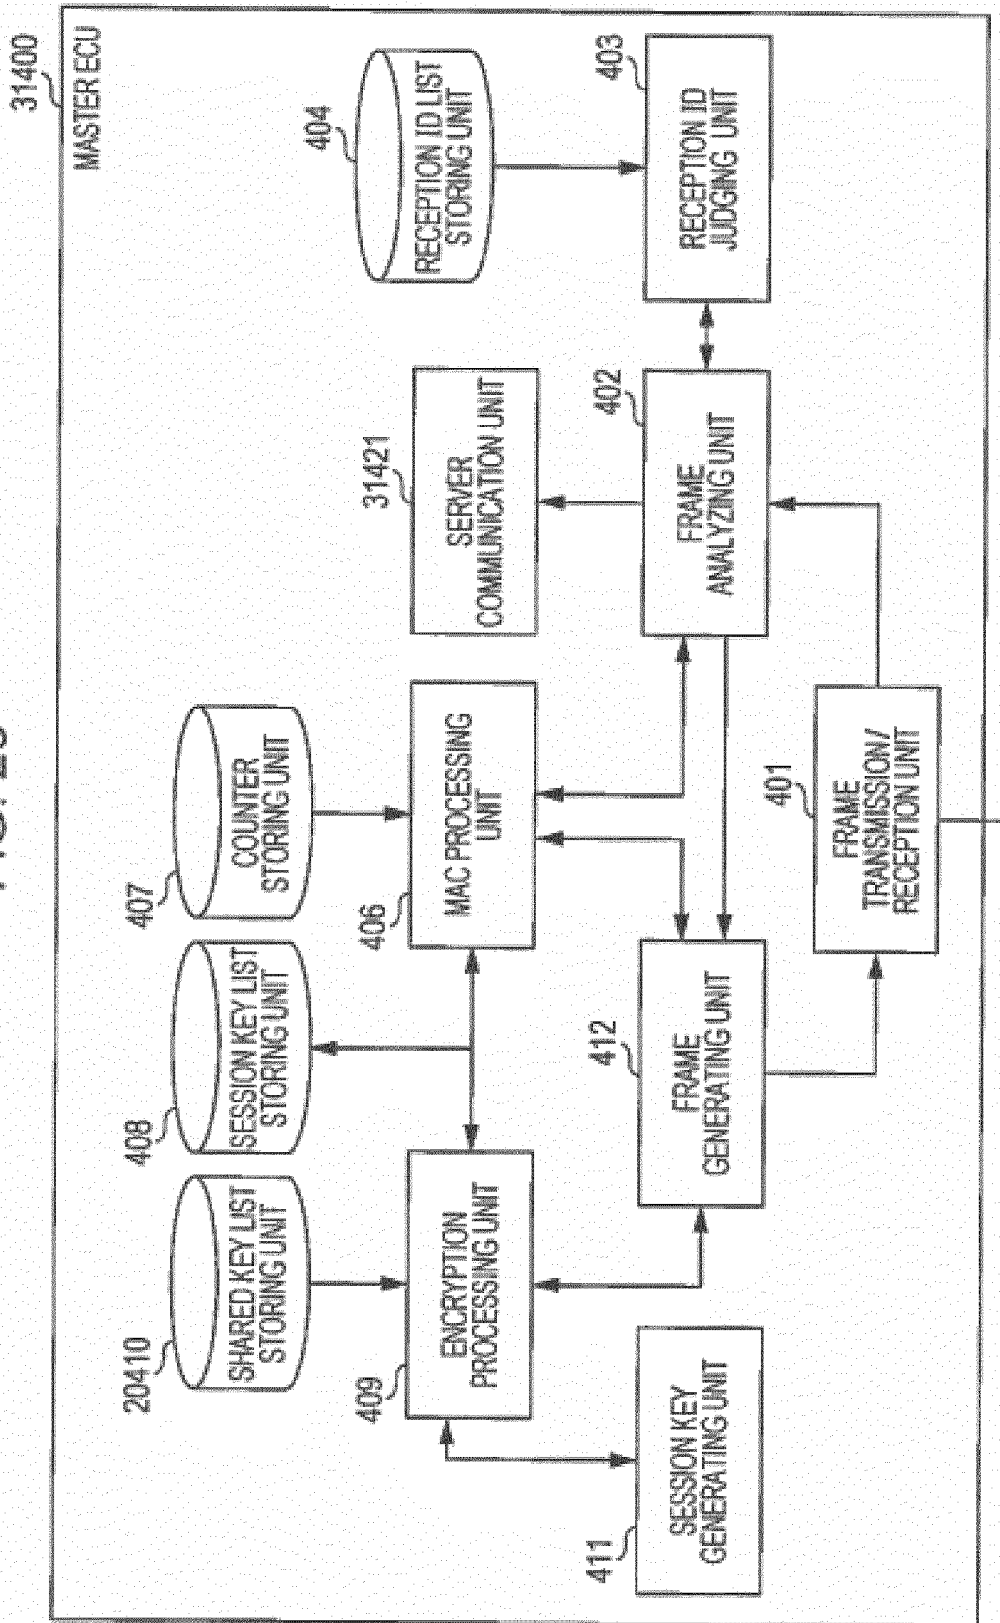 31400
MASTER ECU
20410
SHARED KEY LIST
STORING UNIT
408
SESSION KEY LIST
STORING UNIT
407
COUNTER
STORING UNIT
404
RECEPTION ID LIST
STORING UNIT
409
ENCRYPTION
PROCESSING UNIT
406
MAC PROCESSING
UNIT
31421
SERVER
COMMUNICATION UNIT
411
SESSION KEY
GENERATING UNIT
412
FRAME
GENERATING UNIT
402
FRAME
ANALYZING UNIT
403
RECEPTION ID
JUDGING UNIT
401
FRAME
TRANSMISSION/
RECEPTION UNIT